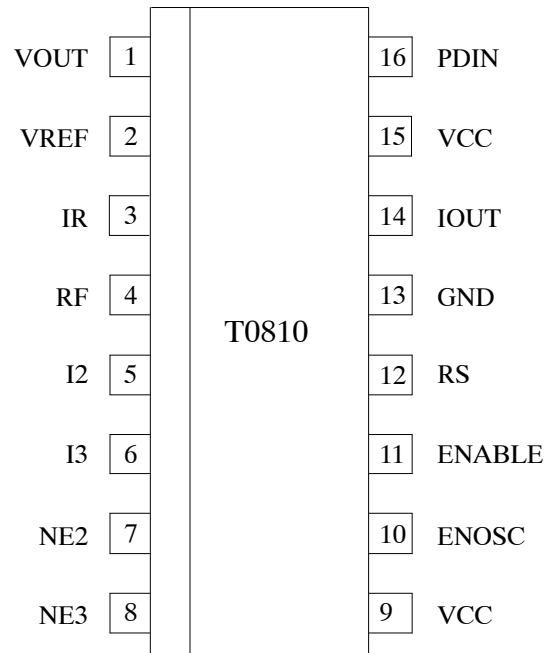 VOUT 1 16 PDIN
VREF 2 15 VCC
IR 3 14 IOUT
RF 4 13 GND
T0810
I2 5 12 RS
I3 6 11 ENABLE
NE2 7 10 ENOSC
NE3 8 9 VCC